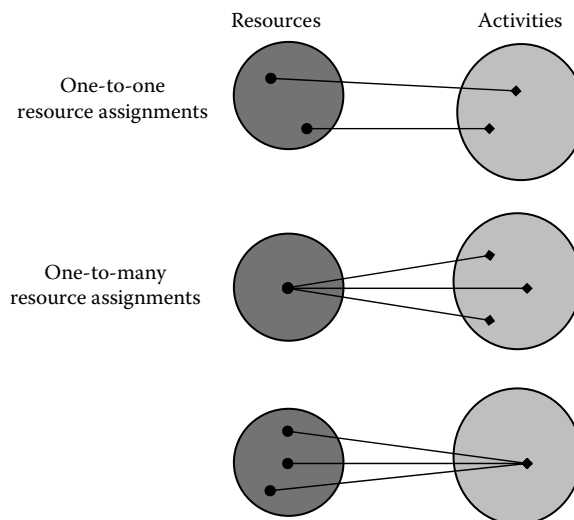 Resources
Activities
One-to-one
resource assignments
One-to-many
resource assignments